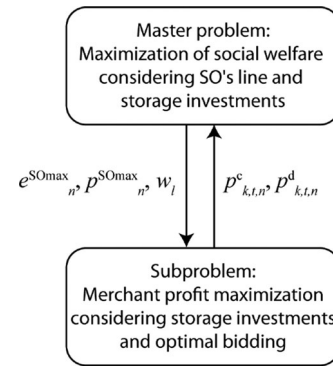 Master problem:
Maximization of social welfare
considering SO's line and
storage investments
e^SOmax_n, p^SOmax_n, w_l
p^c_k,t,n, p^d_k,t,n
Subproblem:
Merchant profit maximization
considering storage investments
and optimal bidding